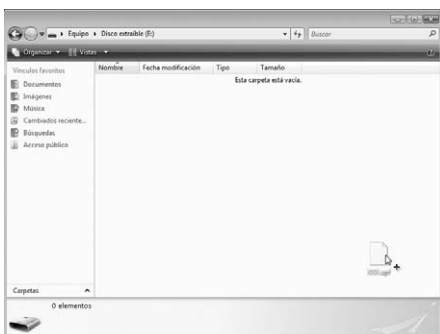 Equipo ▸ Disco extraíble (E:)
Buscar
Organizar Vistas
Vínculos favoritos
Documentos
Imágenes
Música
Cambiados reciente...
Búsquedas
Acceso público
Nombre Fecha modificación Tipo Tamaño
Esta carpeta está vacía.
Carpetas
0 elementos